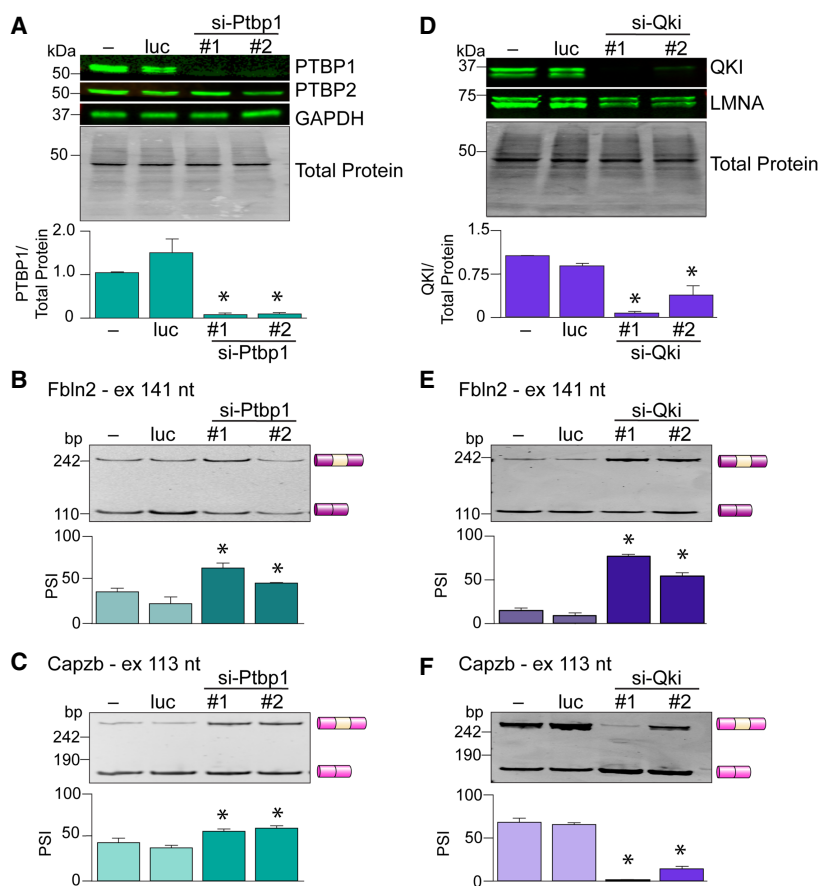 A
si-Ptbp1
kDa – luc #1 #2
50 PTBP1
50 PTBP2
37 GAPDH
50 Total Protein
PTBP1/
Total Protein
2.0
1.0
0
* *
– luc #1 #2
si-Ptbp1
B Fbln2 - ex 141 nt
si-Ptbp1
bp – luc #1 #2
242
110
PSI
100
50
0
* *
C Capzb - ex 113 nt
si-Ptbp1
bp – luc #1 #2
242
190
PSI
100
50
0
* *
D
si-Qki
kDa – luc #1 #2
37 QKI
75 LMNA
50 Total Protein
QKI/
Total Protein
1.5
0.75
0
* *
– luc #1 #2
si-Qki
E Fbln2 - ex 141 nt
si-Qki
bp – luc #1 #2
242
110
PSI
100
50
0
* *
F Capzb - ex 113 nt
si-Qki
bp – luc #1 #2
242
190
PSI
100
50
0
* *